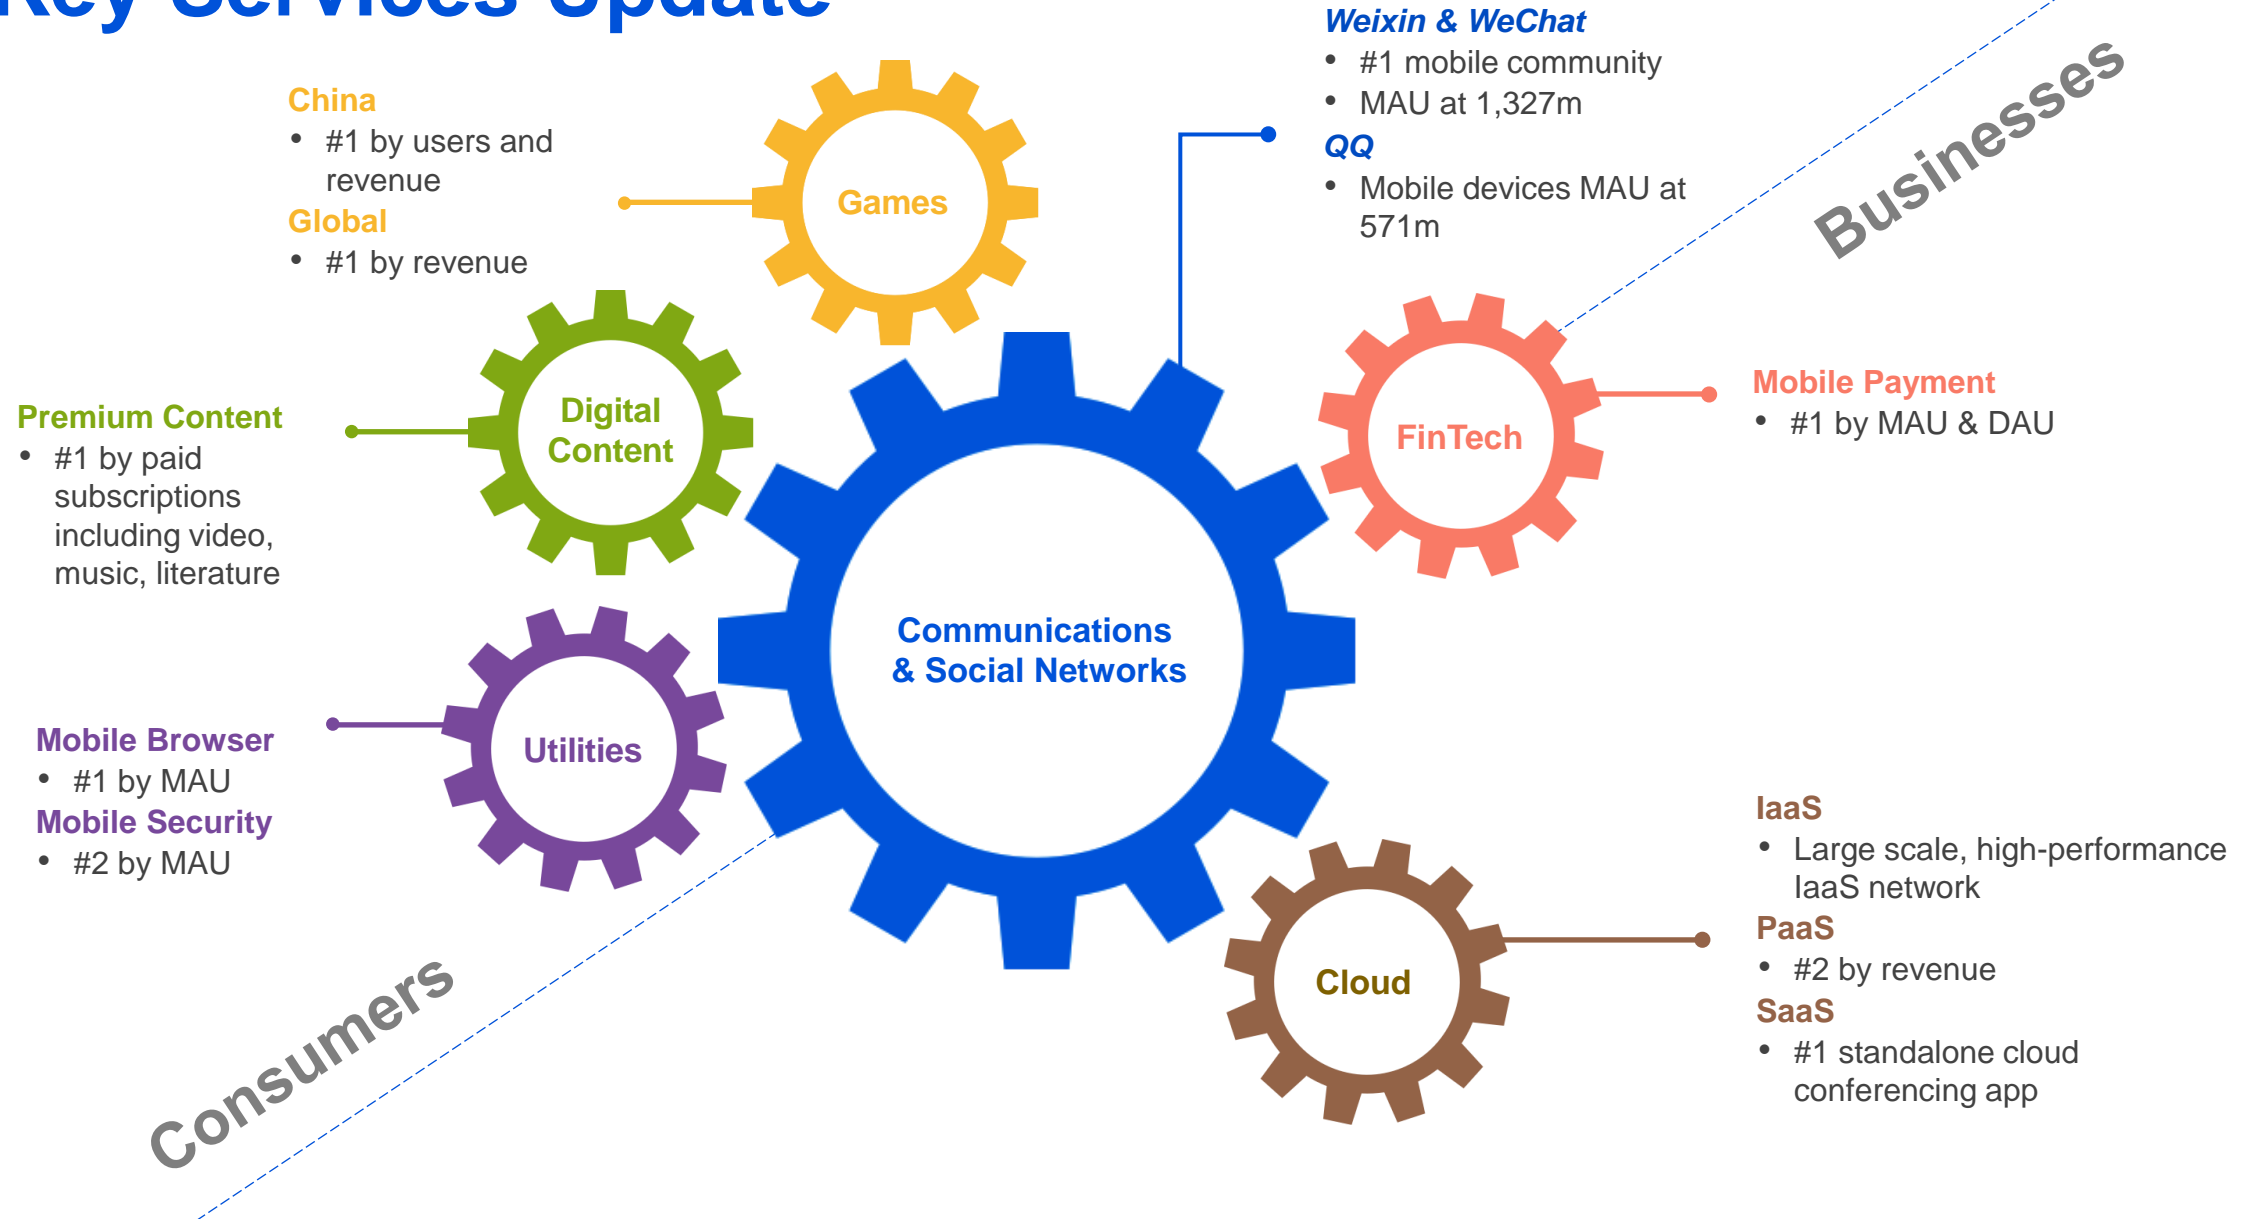 Key Services Update
Weixin & WeChat
• #1 mobile community
• MAU at 1,327m
QQ
• Mobile devices MAU at
571m
Businesses
China
• #1 by users and
revenue
Global
• #1 by revenue
Games
Digital
Content
Premium Content
• #1 by paid
subscriptions
including video,
music, literature
FinTech
Mobile Payment
• #1 by MAU & DAU
Communications
& Social Networks
Utilities
Mobile Browser
• #1 by MAU
Mobile Security
• #2 by MAU
Cloud
IaaS
• Large scale, high-performance
IaaS network
PaaS
• #2 by revenue
SaaS
• #1 standalone cloud
conferencing app
Consumers